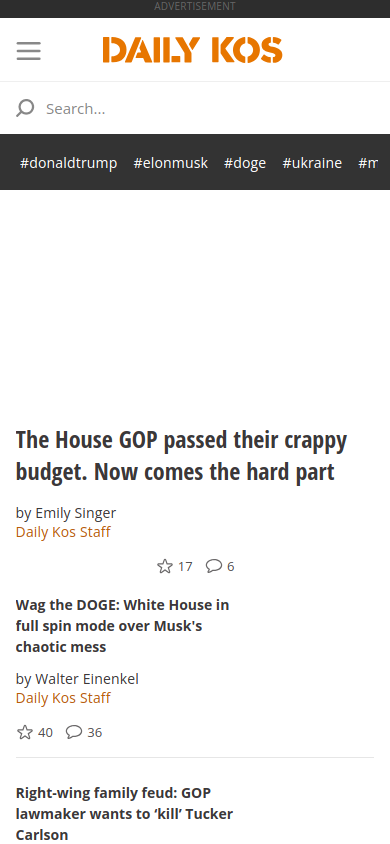 ADVERTISEMENT
DAILY KOS
Search...
#donaldtrump #elonmusk #doge #ukraine #m
The House GOP passed their crappy
budget. Now comes the hard part
by Emily Singer
Daily Kos Staff
17 6
Wag the DOGE: White House in
full spin mode over Musk's
chaotic mess
by Walter Einenkel
Daily Kos Staff
40 36
Right-wing family feud: GOP
lawmaker wants to ‘kill’ Tucker
Carlson